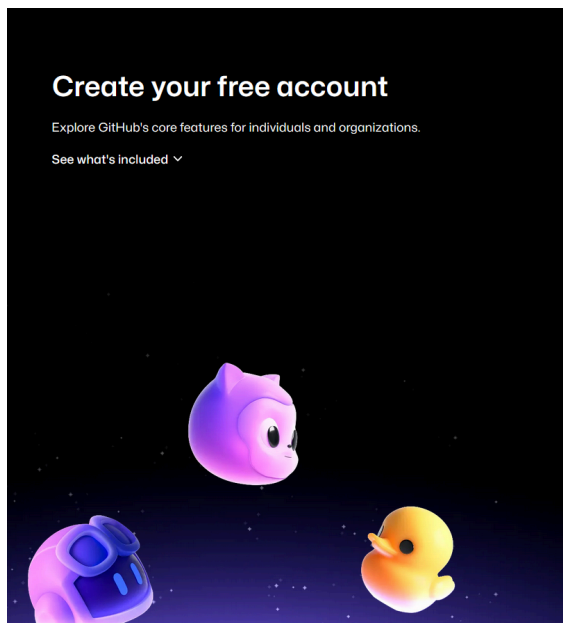 Create your free account
Explore GitHub's core features for individuals and organizations.
See what's included